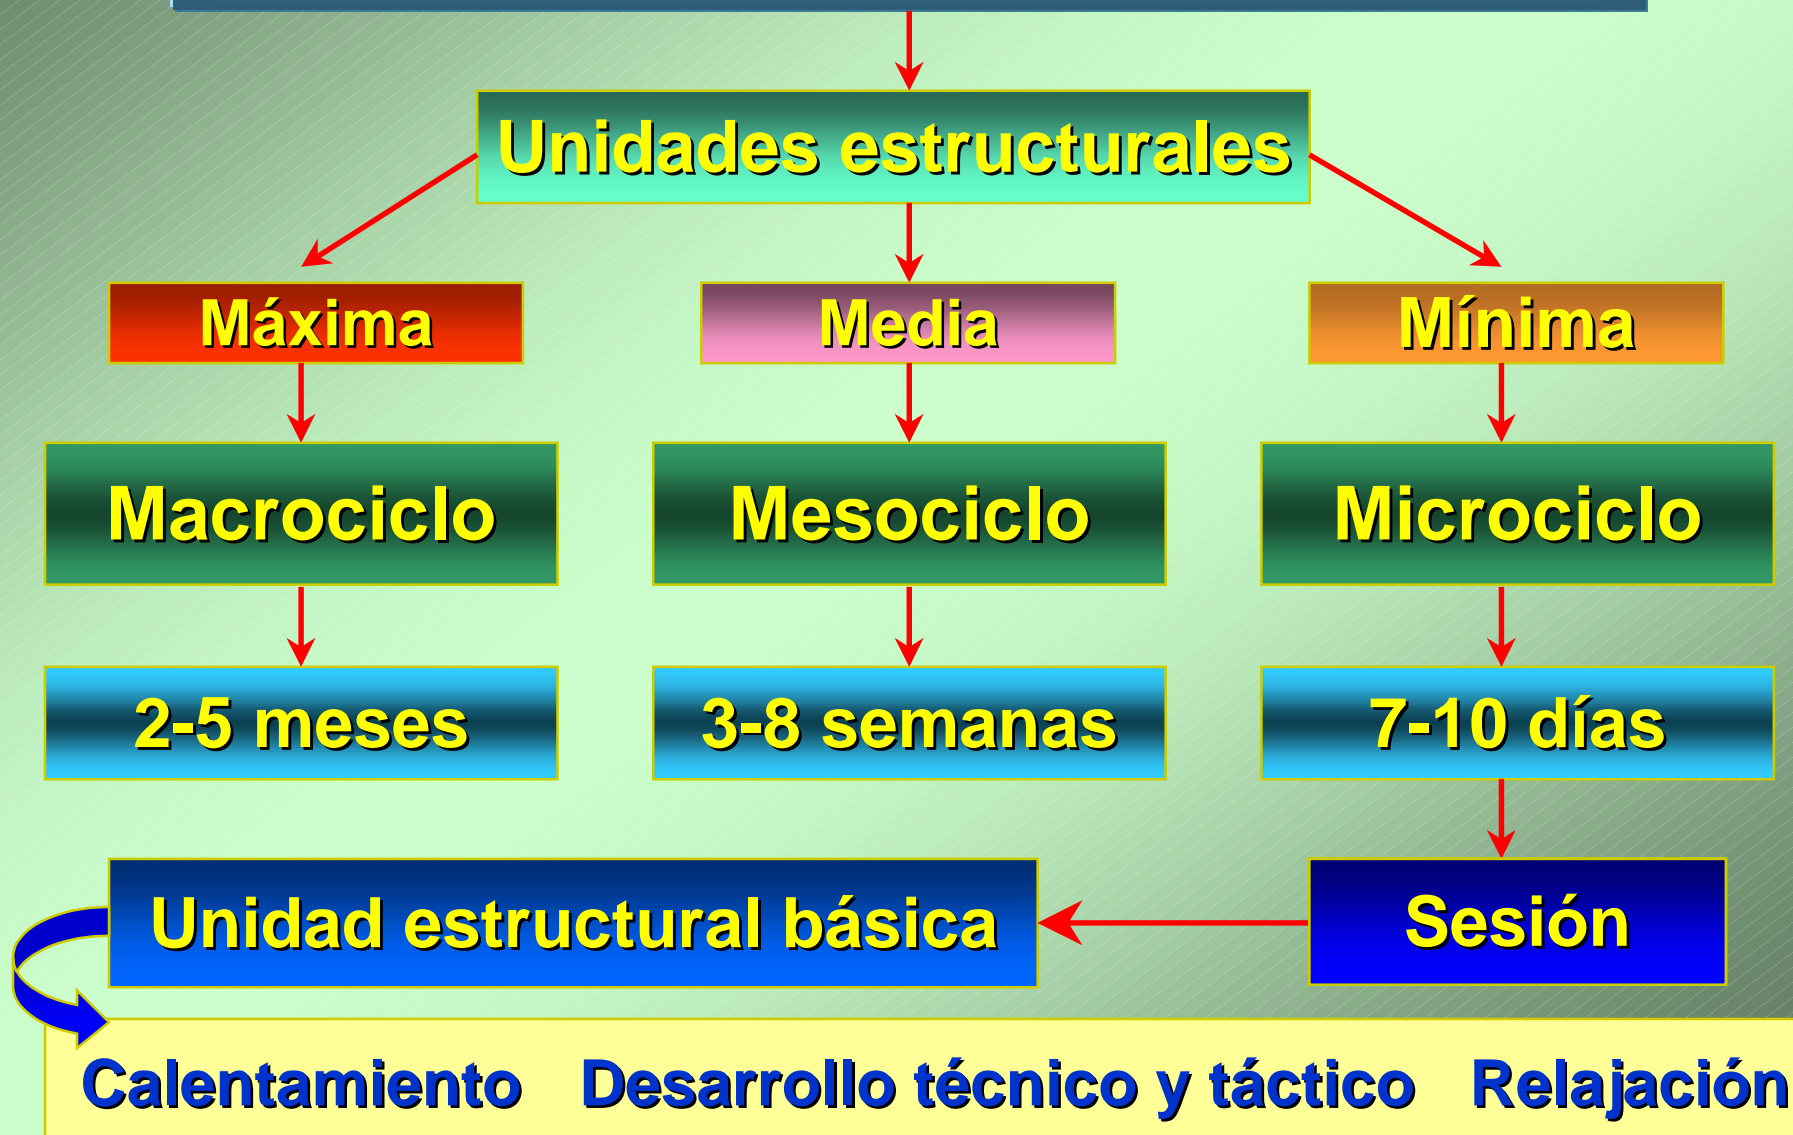 Unidades estructurales
Máxima
Media
Mínima
Macrociclo
Mesociclo
Microciclo
2-5 meses
3-8 semanas
7-10 días
Unidad estructural básica
Sesión
Calentamiento Desarrollo técnico y táctico Relajación